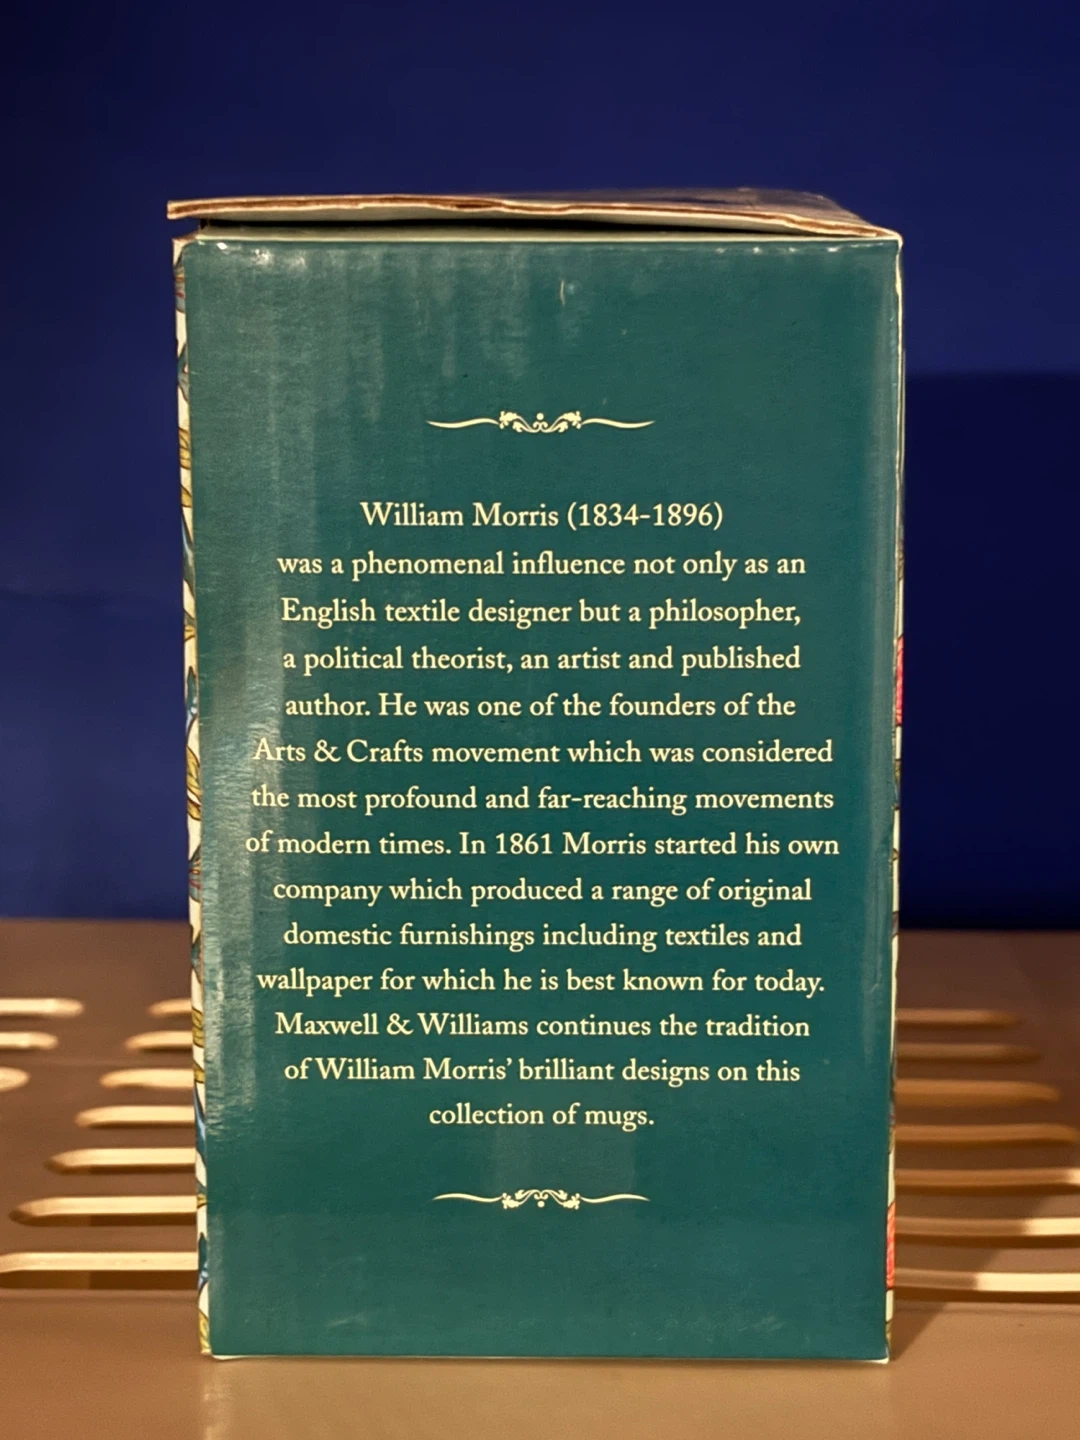 William Morris (1834-1896)
was a phenomenal influence not only as an
English textile designer but a philosopher,
a political theorist, an artist and published
author. He was one of the founders of the
Arts & Crafts movement which was considered
the most profound and far-reaching movements
of modern times. In 1861 Morris started his own
company which produced a range of original
domestic furnishings including textiles and
wallpaper for which he is best known for today.
Maxwell & Williams continues the tradition
of William Morris’ brilliant designs on this
collection of mugs.